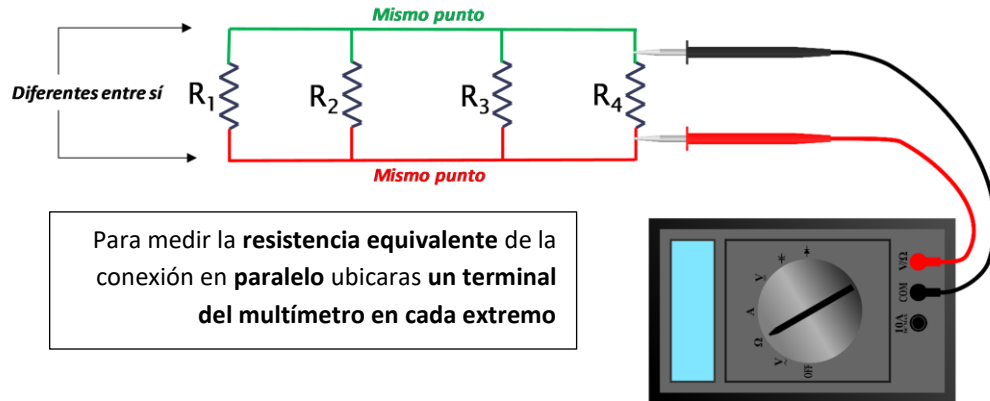 Mismo punto
Diferentes entre sí
R1
R2
R3
R4
Mismo punto
Para medir la resistencia equivalente de la
conexión en paralelo ubicaras un terminal
del multímetro en cada extremo
OFF
V
Ω
A
V
V/Ω
COM
10A